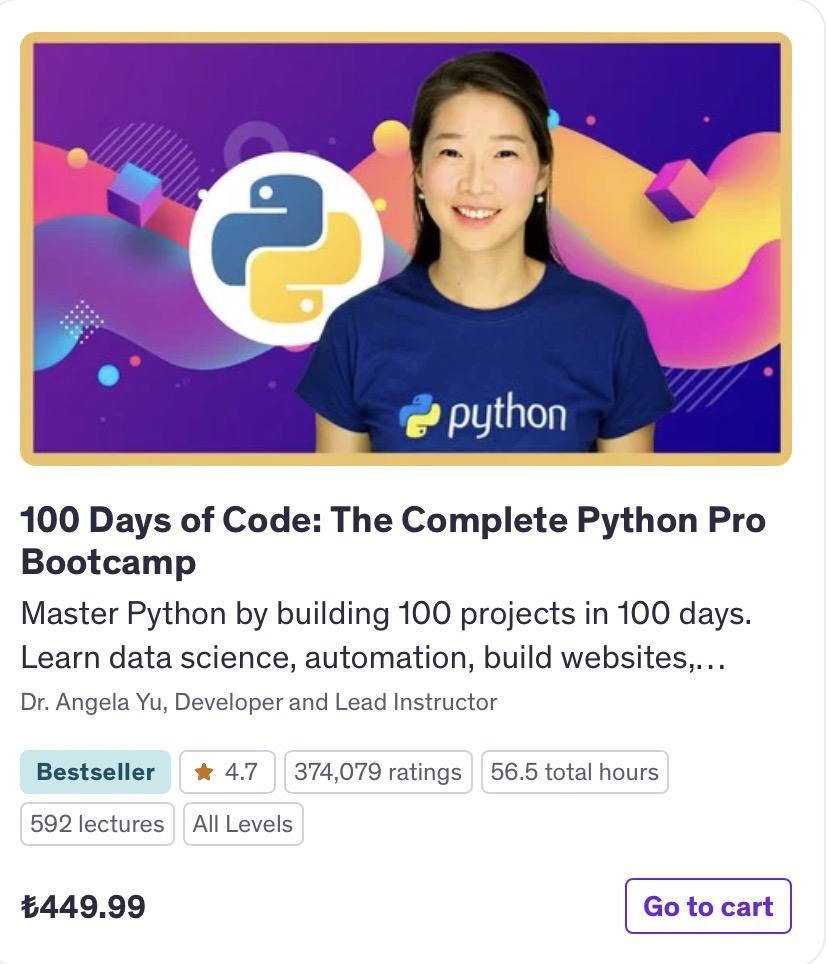 python
100 Days of Code: The Complete Python Pro
Bootcamp
Master Python by building 100 projects in 100 days.
Learn data science, automation, build websites,…
Dr. Angela Yu, Developer and Lead Instructor
Bestseller
4.7
374,079 ratings
56.5 total hours
592 lectures
All Levels
₺449.99
Go to cart